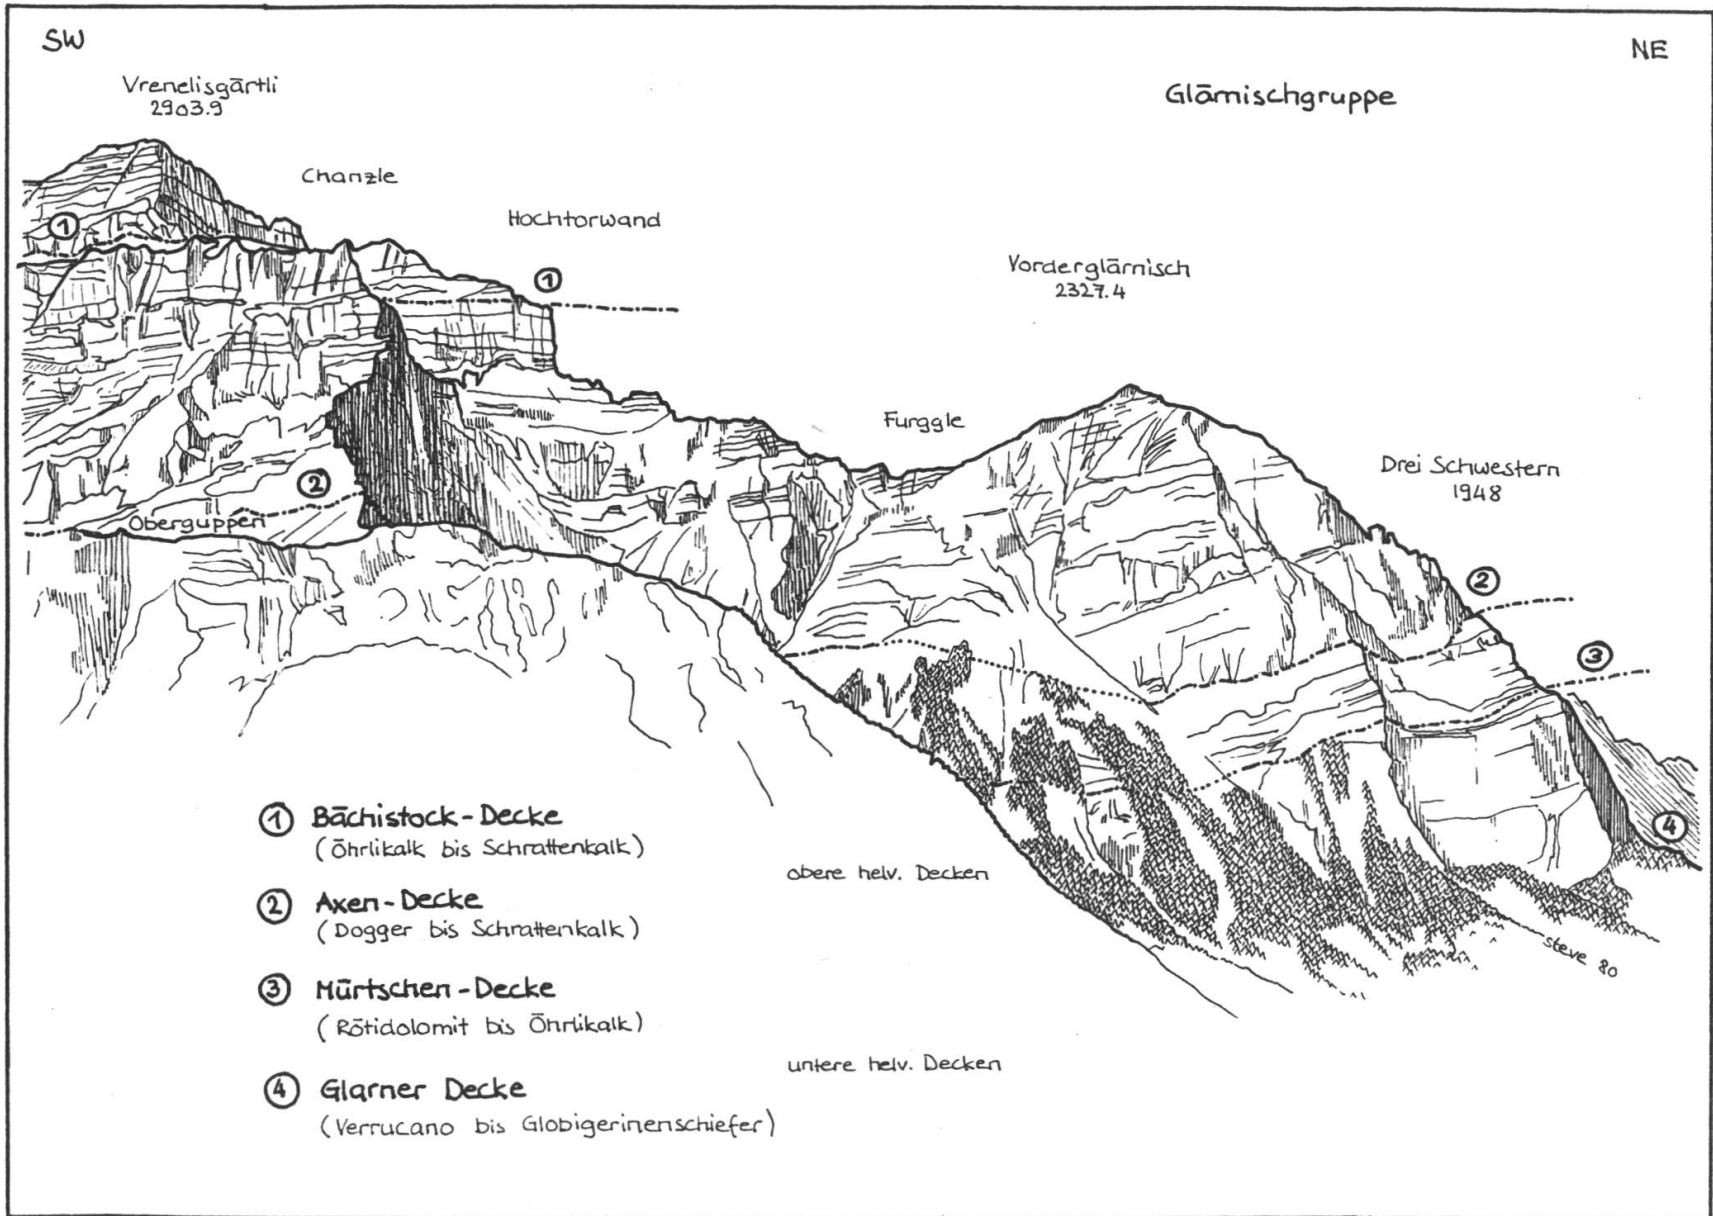 SW
NE
Vrenelisgärtli
2903.9
Glärnischgruppe
Chanzle
Hochtorwand
Vorderglärnisch
2327.4
Furggle
Drei Schwestern
1948
1
1
2
Oberguppen
2
3
4
steve 80
1 Bächistock-Decke
(Öhrlikalk bis Schrattenkalk)
2 Axen-Decke
(Dogger bis Schrattenkalk)
obere helv. Decken
3 Mürtschen-Decke
(Rötidolomit bis Öhrlikalk)
4 Glarner Decke
(Verrucano bis Globigerinenschiefer)
untere helv. Decken